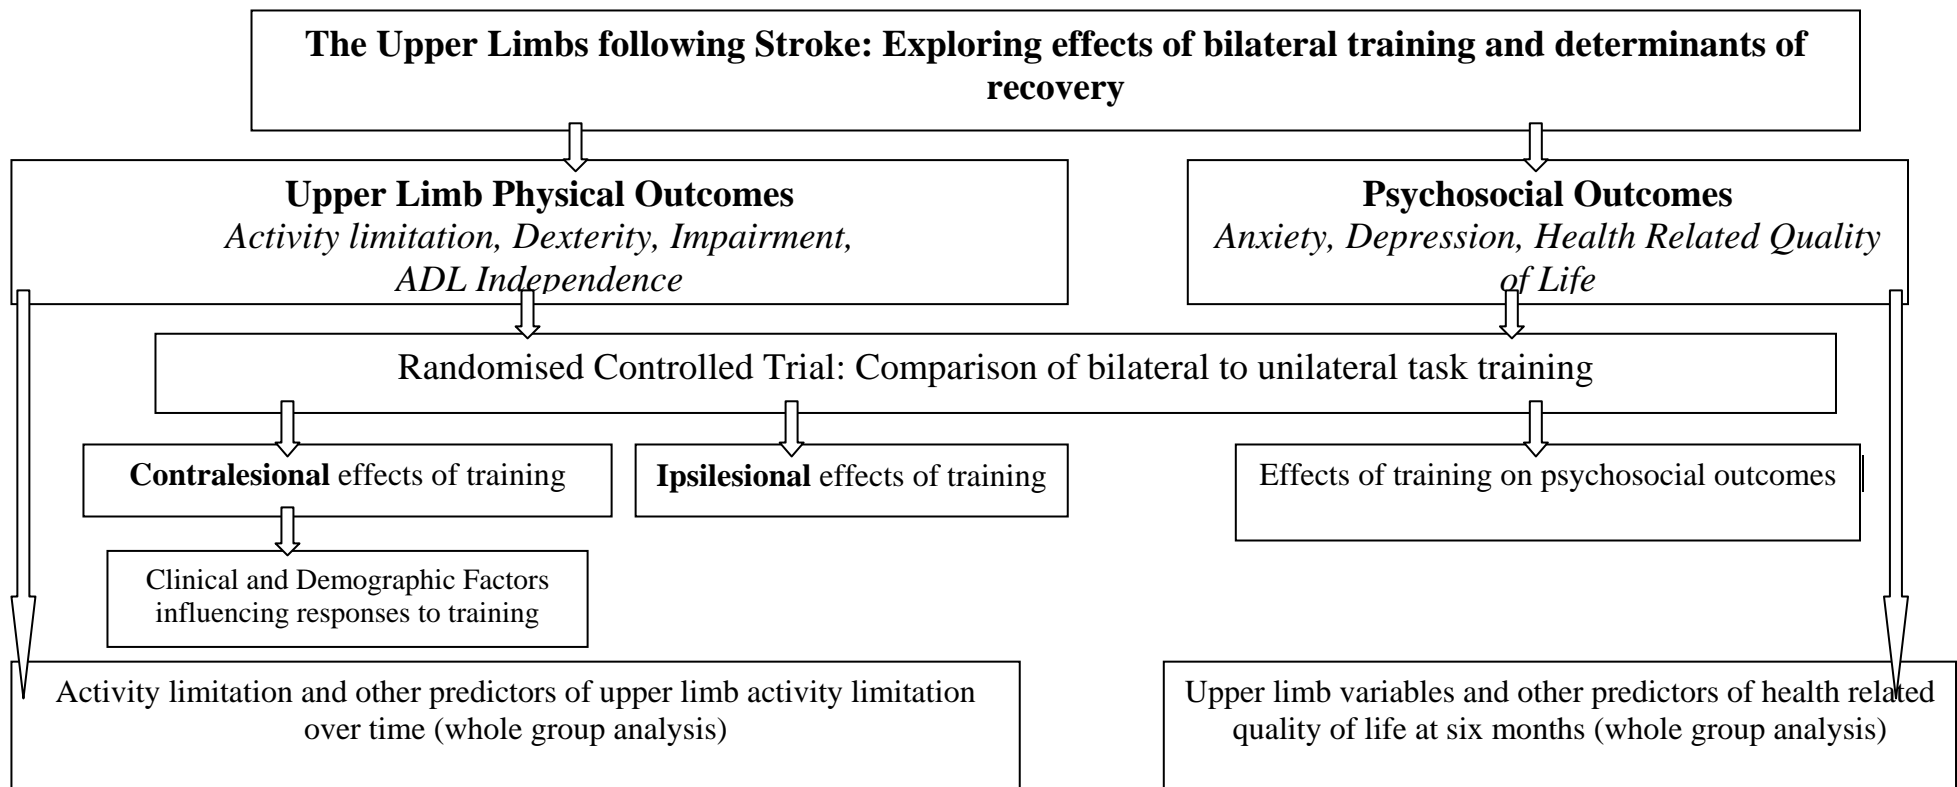 The Upper Limbs following Stroke: Exploring effects of bilateral training and determinants of
recovery
Upper Limb Physical Outcomes
Activity limitation, Dexterity, Impairment,
ADL Independence
Psychosocial Outcomes
Anxiety, Depression, Health Related Quality
of Life
Randomised Controlled Trial: Comparison of bilateral to unilateral task training
Contralesional effects of training
Ipsilesional effects of training
Effects of training on psychosocial outcomes
Clinical and Demographic Factors
influencing responses to training
Activity limitation and other predictors of upper limb activity limitation
over time (whole group analysis)
Upper limb variables and other predictors of health related
quality of life at six months (whole group analysis)